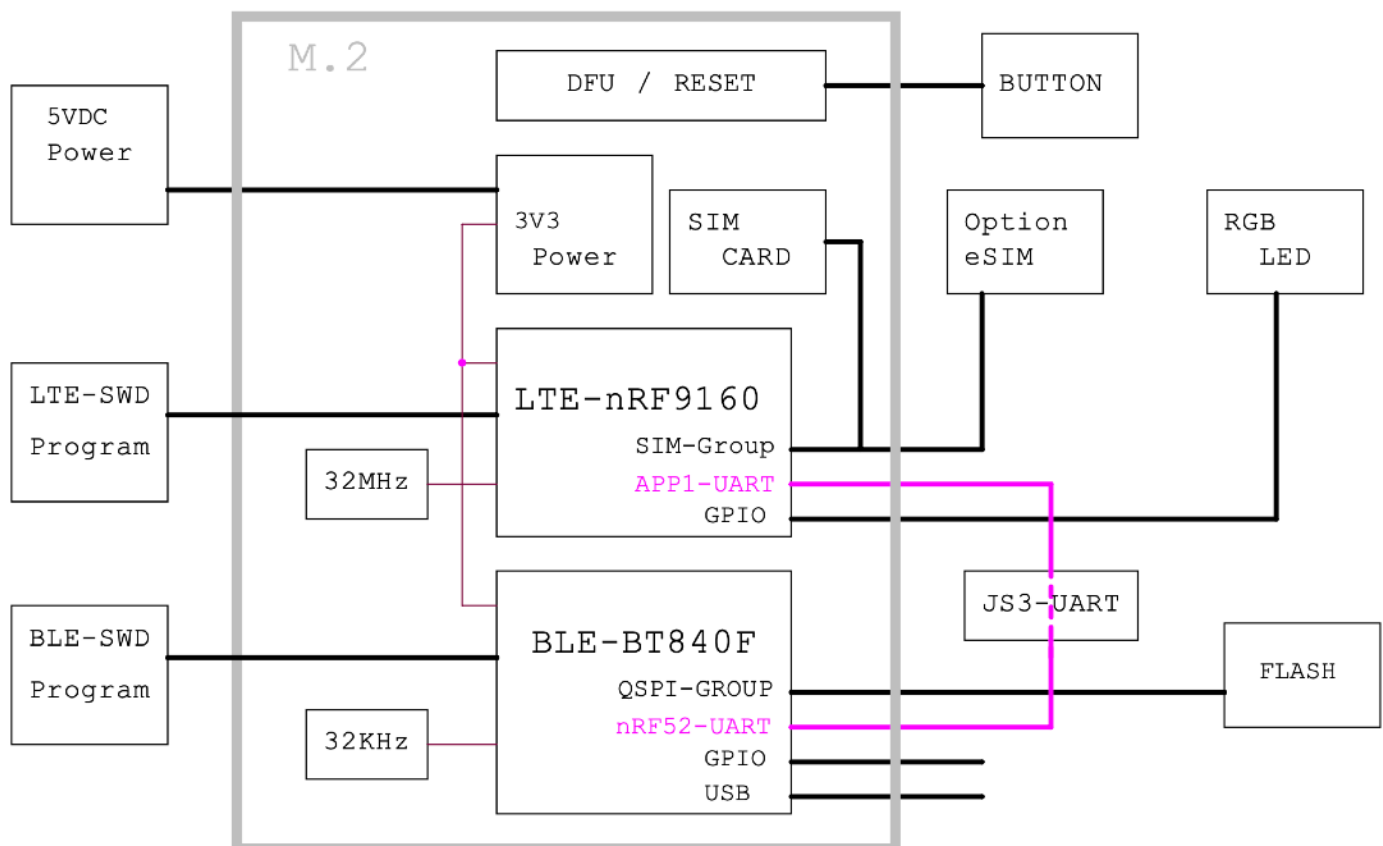 M.2
DFU / RESET
BUTTON
5VDC
Power
3V3
Power
SIM
CARD
Option
eSIM
RGB
LED
LTE-SWD
Program
LTE-nRF9160
SIM-Group
APP1-UART
GPIO
32MHz
JS3-UART
BLE-SWD
Program
BLE-BT840F
QSPI-GROUP
nRF52-UART
GPIO
USB
32KHz
FLASH